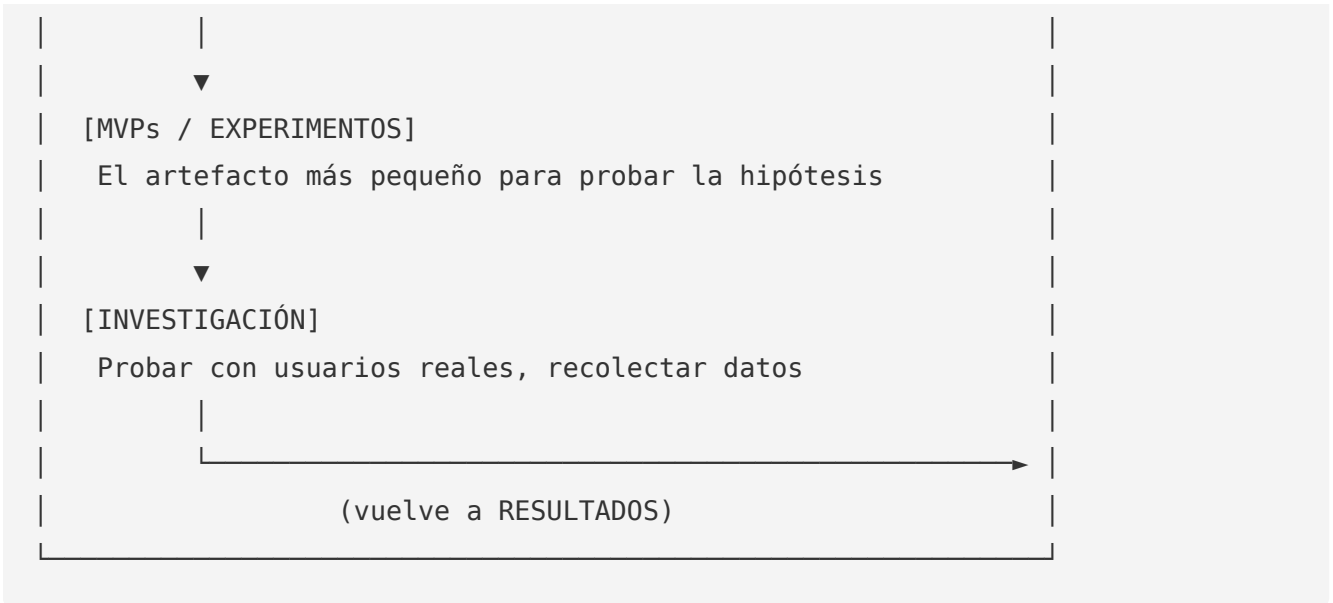 [MVPs / EXPERIMENTOS]
El artefacto más pequeño para probar la hipótesis
[INVESTIGACIÓN]
Probar con usuarios reales, recolectar datos
(vuelve a RESULTADOS)